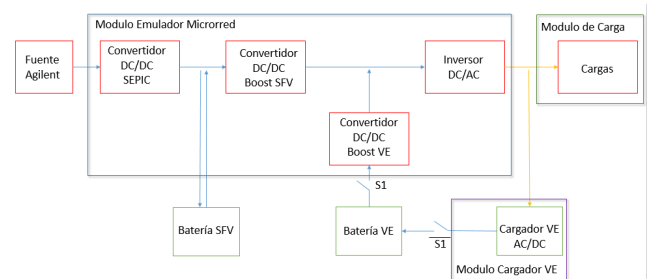 Modulo Emulador Microrred
Modulo de Carga
Fuente
Agilent
Convertidor
DC/DC
SEPIC
Convertidor
DC/DC
Boost SFV
Inversor
DC/AC
Cargas
Convertidor
DC/DC
Boost VE
S1
Batería SFV
Batería VE
S1
Cargador VE
AC/DC
Modulo Cargador VE